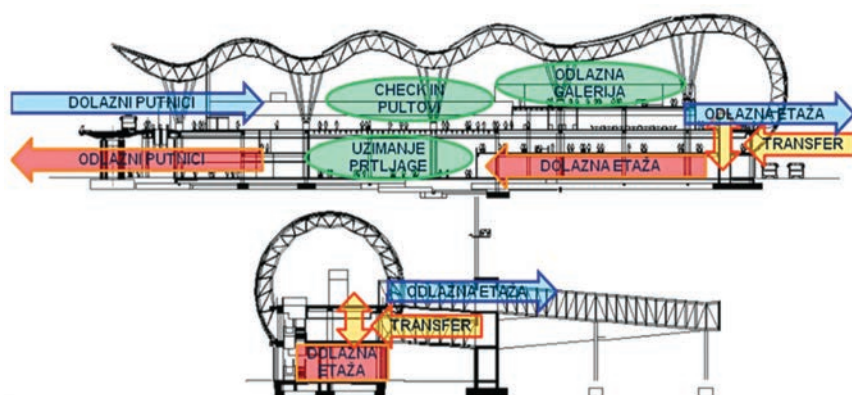 DOLAZNI PUTNICI
CHECK IN
PULTOVI
ODLAZNA
GALERIJA
ODLAZNA ETAŽA
ODLAZNI PUTNICI
UZIMANJE
PRTLJAGE
DOLAZNA ETAŽA
TRANSFER
ODLAZNA ETAŽA
TRANSFER
DOLAZNA
ETAŽA